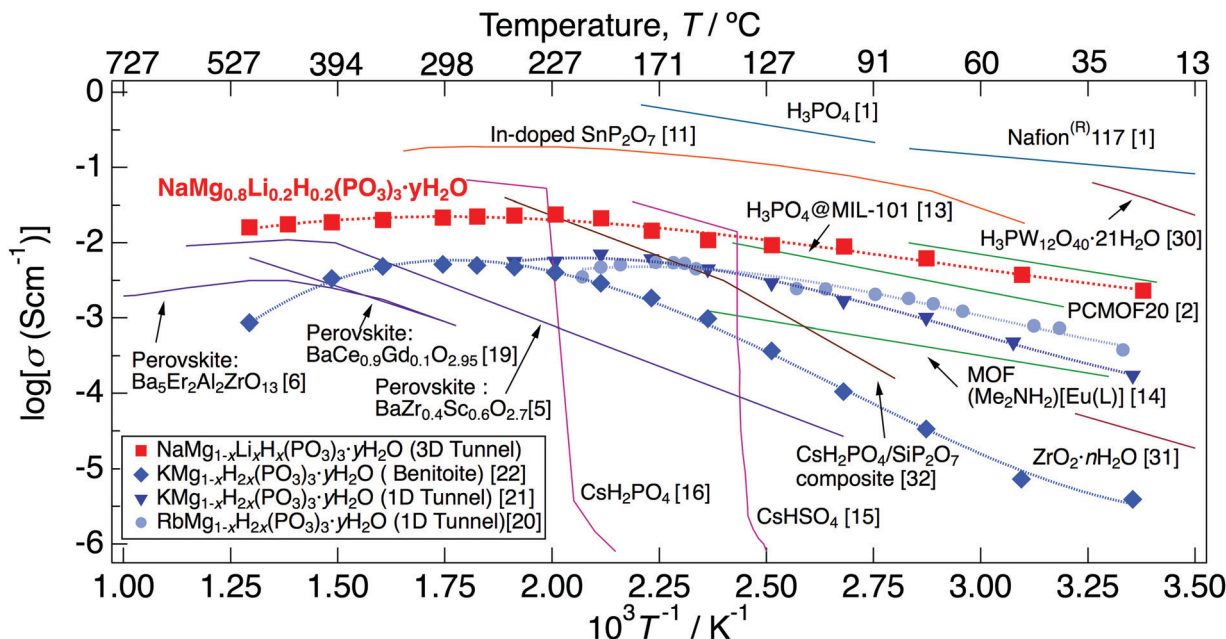 Temperature, T / ºC
727 527 394 298 227 171 127 91 60 35 13
0
-1
-2
-3
-4
-5
-6
log[σ (Scm⁻¹)]
H₃PO₄ [1]
In-doped SnP₂O₇ [11]
Nafion⁽ᴿ⁾117 [1]
NaMg₀.₈Li₀.₂H₀.₂(PO₃)₃·yH₂O
H₃PO₄@MIL-101 [13]
H₃PW₁₂O₄₀·21H₂O [30]
PCMOF20 [2]
Perovskite:
BaCe₀.₉Gd₀.₁O₂.₉₅ [19]
Perovskite:
Ba₅Er₂Al₂ZrO₁₃ [6]
Perovskite :
BaZr₀.₄Sc₀.₆O₂.₇[5]
MOF
(Me₂NH₂)[Eu(L)] [14]
CsH₂PO₄/SiP₂O₇
composite [32]
ZrO₂·nH₂O [31]
CsH₂PO₄ [16]
CsHSO₄ [15]
NaMg₁₋ₓLiₓHₓ(PO₃)₃·yH₂O (3D Tunnel)
KMg₁₋ₓH₂ₓ(PO₃)₃·yH₂O ( Benitoite) [22]
KMg₁₋ₓH₂ₓ(PO₃)₃·yH₂O (1D Tunnel) [21]
RbMg₁₋ₓH₂ₓ(PO₃)₃·yH₂O (1D Tunnel)[20]
1.00 1.25 1.50 1.75 2.00 2.25 2.50 2.75 3.00 3.25 3.50
10³T⁻¹ / K⁻¹